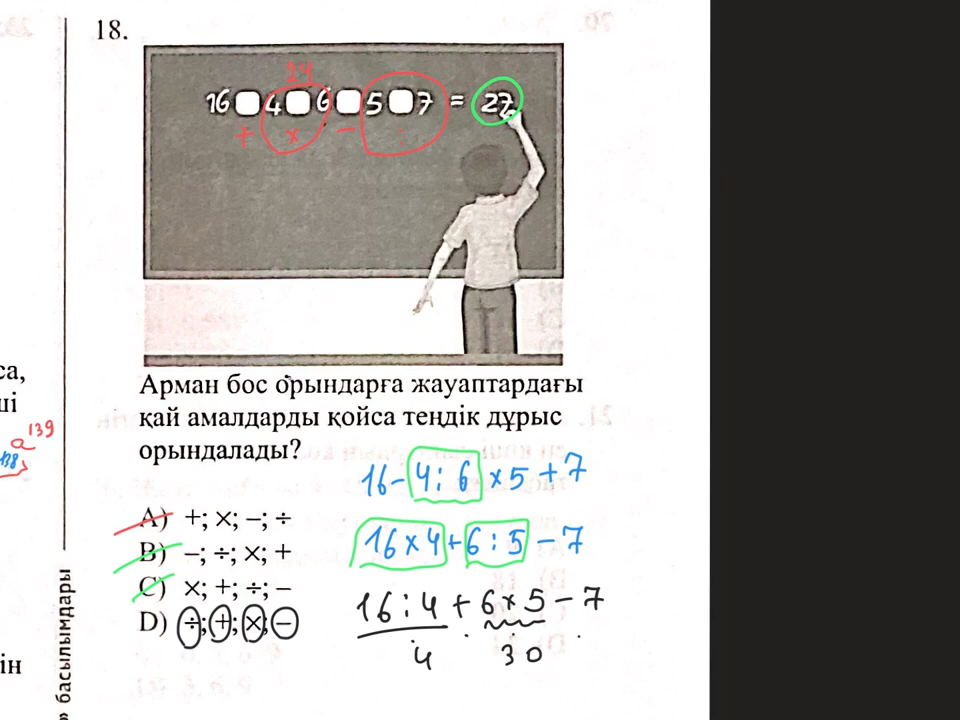 18.
24
16 □ 4 □ 6 □ 5 □ 7 = 27
+ × – :
Арман бос орындарға жауаптардағы
қай амалдарды қойса теңдік дұрыс
орындалады?
16 – 4 : 6 × 5 + 7
A) +; ×; –; ÷
16 × 4 + 6 : 5 – 7
B) –; ÷; ×; +
C) ×; +; ÷; –
16 : 4 + 6 × 5 – 7
D) ÷; +; ×; –
4 30
са,
ші
a139
138
ін
» басылымдары